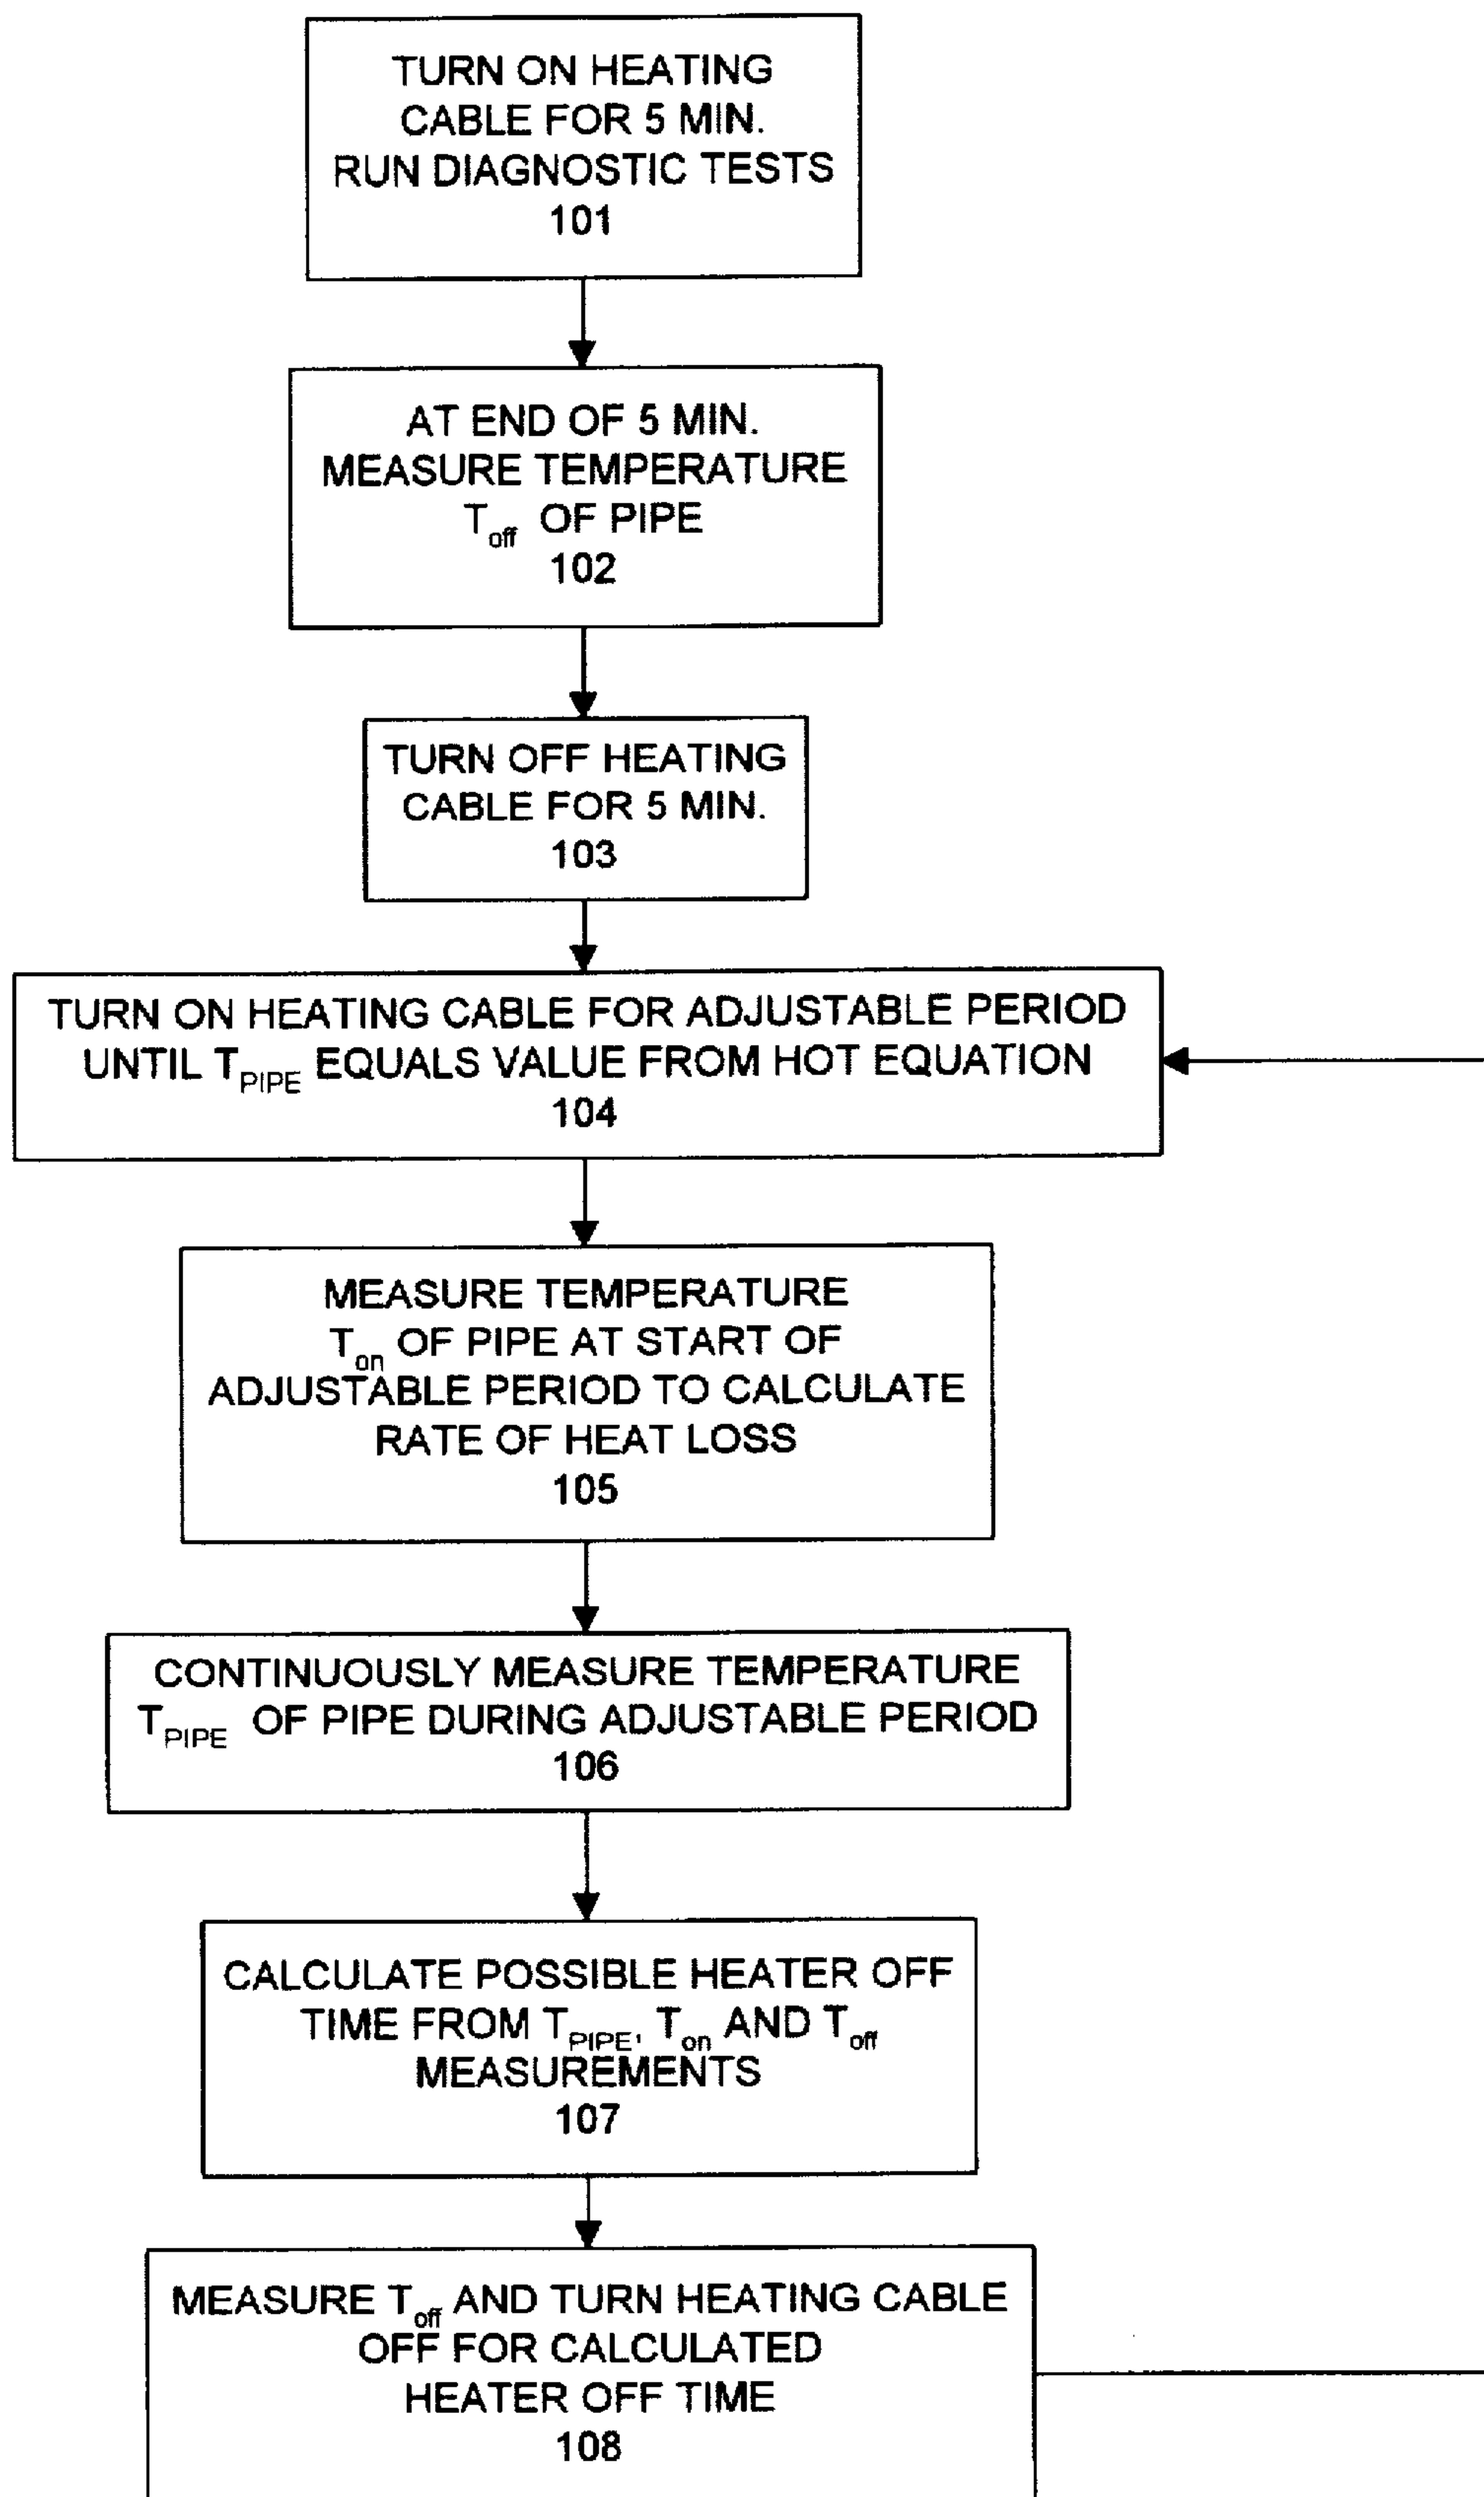 TURN ON HEATING
CABLE FOR 5 MIN.
RUN DIAGNOSTIC TESTS
101
AT END OF 5 MIN.
MEASURE TEMPERATURE
Toff OF PIPE
102
TURN OFF HEATING
CABLE FOR 5 MIN.
103
TURN ON HEATING CABLE FOR ADJUSTABLE PERIOD
UNTIL TPIPE EQUALS VALUE FROM HOT EQUATION
104
MEASURE TEMPERATURE
Ton OF PIPE AT START OF
ADJUSTABLE PERIOD TO CALCULATE
RATE OF HEAT LOSS
105
CONTINUOUSLY MEASURE TEMPERATURE
TPIPE OF PIPE DURING ADJUSTABLE PERIOD
106
CALCULATE POSSIBLE HEATER OFF
TIME FROM TPIPE, Ton AND Toff
MEASUREMENTS
107
MEASURE Toff AND TURN HEATING CABLE
OFF FOR CALCULATED
HEATER OFF TIME
108